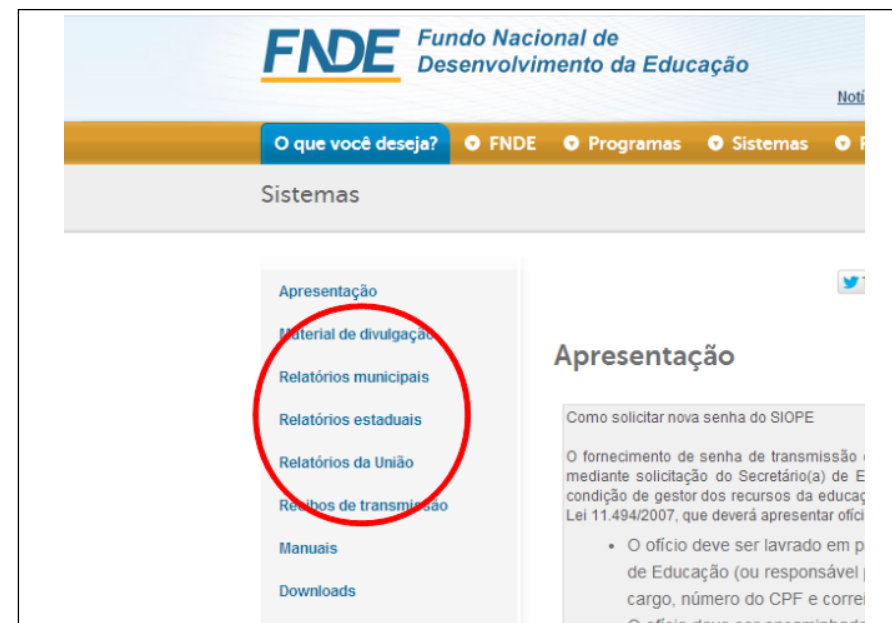 FNDE
Fundo Nacional de
Desenvolvimento da Educação
O que você deseja?
FNDE
Programas
Sistemas
Sistemas
Apresentação
Material de divulgação
Relatórios municipais
Relatórios estaduais
Relatórios da União
Recibos de transmissão
Manuais
Downloads
Apresentação
Como solicitar nova senha do SIOPE
O fornecimento de senha de transmissão
mediante solicitação do Secretário(a) de
condição de gestor dos recursos da
Lei 11.494/2007, que deverá apresentar
• O ofício deve ser lavrado em
de Educação (ou responsável
cargo, número do CPF e